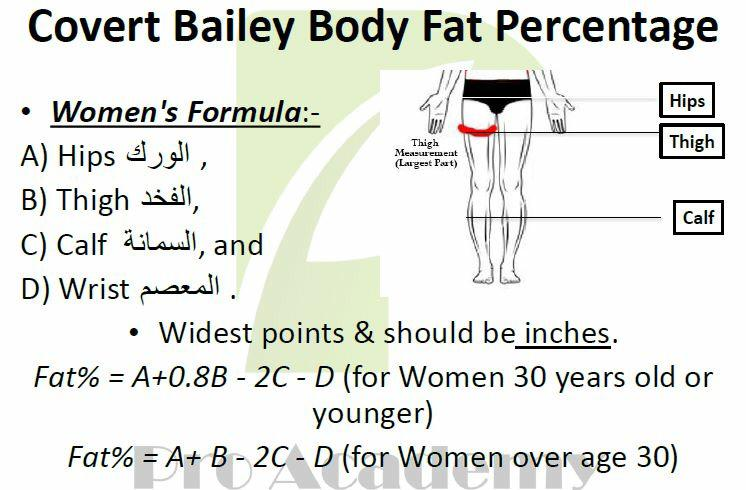 Covert Bailey Body Fat Percentage
• Women's Formula:-
A) Hips الورك ,
B) Thigh الفخد,
C) Calf السمانة, and
D) Wrist المعصم .
Hips
Thigh
Calf
Thigh
Measurement
(Largest Part)
• Widest points & should be inches.
Fat% = A+0.8B - 2C - D (for Women 30 years old or
younger)
Fat% = A+ B - 2C - D (for Women over age 30)
Pro Academy